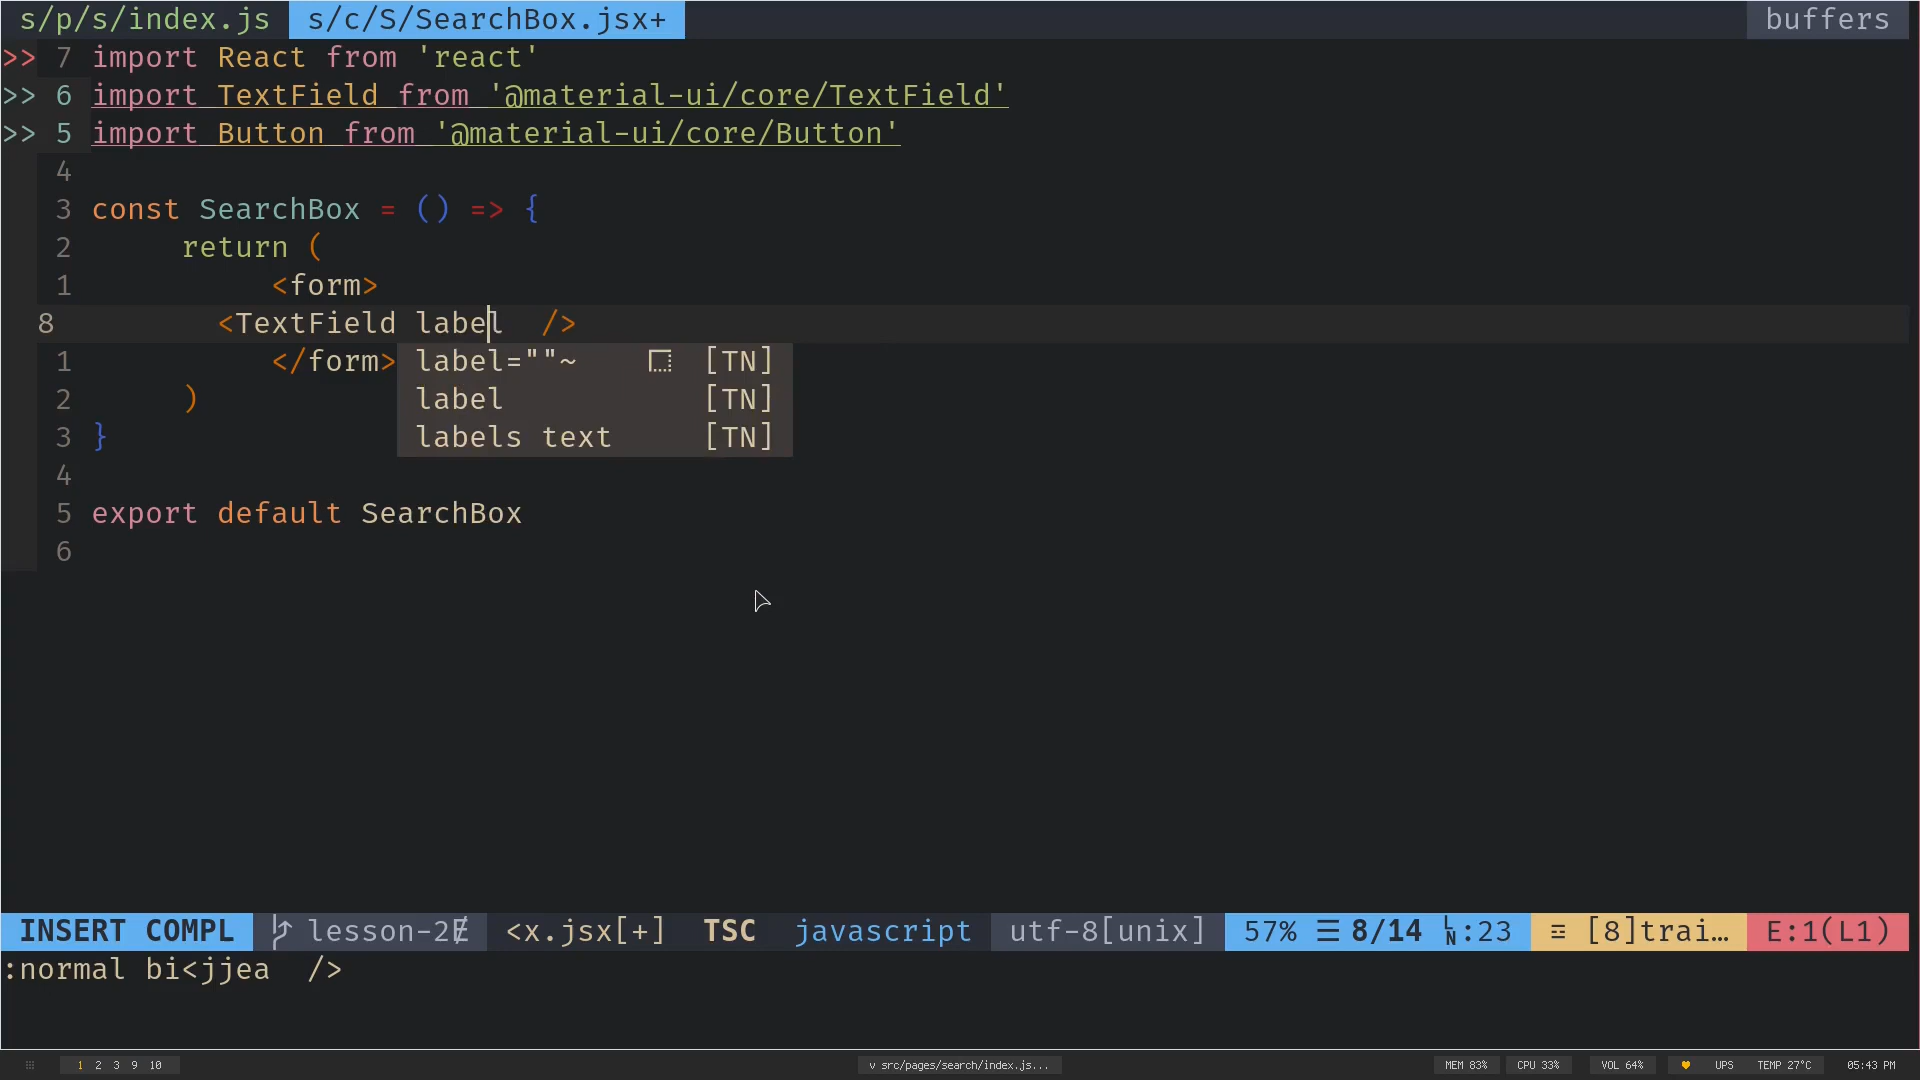 s/p/s/index.js s/c/S/SearchBox.jsx+ buffers
>> 7 import React from 'react'
>> 6 import TextField from '@material-ui/core/TextField'
>> 5 import Button from '@material-ui/core/Button'
4
3 const SearchBox = () => {
2 return (
1 <form>
8 <TextField label />
1 </form> label=""~ [TN]
2 ) label [TN]
3 } labels text [TN]
4
5 export default SearchBox
6
INSERT COMPL lesson-2 <x.jsx[+] TSC javascript utf-8[unix] 57% ☰ 8/14 :23 [8]trai… E:1(L1)
:normal bi<jjea />
1 2 3 9 10 v src/pages/search/index.js... MEM 83% CPU 33% VOL 64% UPS TEMP 27°C 05:43 PM